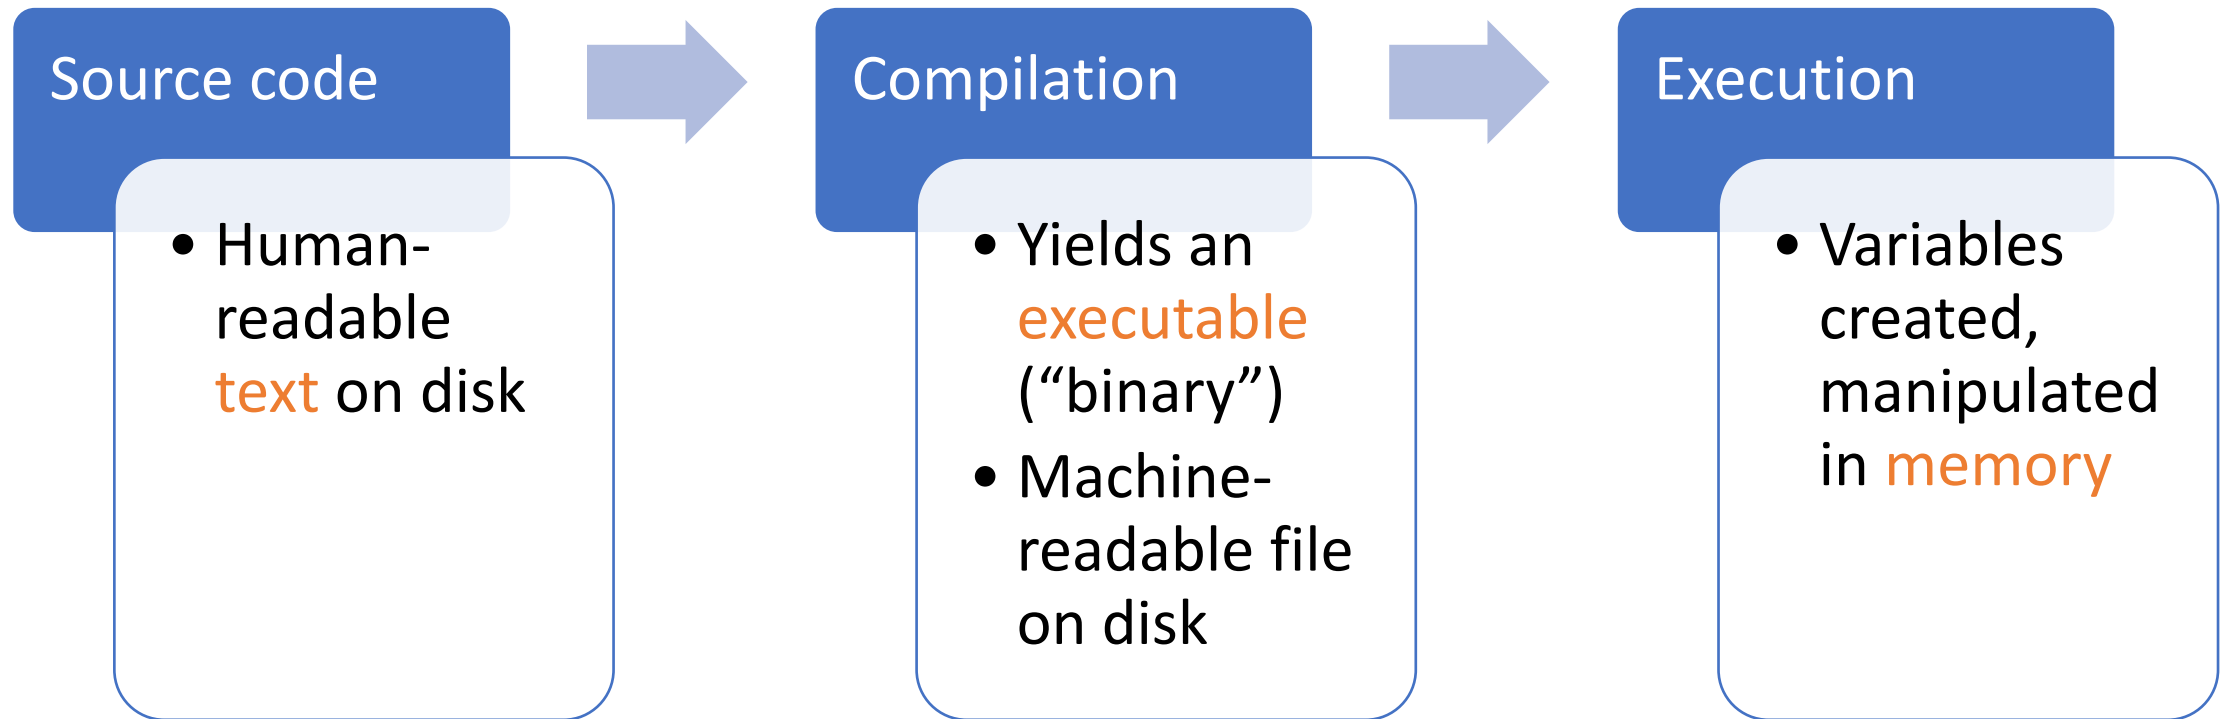 Source code
• Human-
readable
text on disk
Compilation
• Yields an
executable
(“binary”)
• Machine-
readable file
on disk
Execution
• Variables
created,
manipulated
in memory